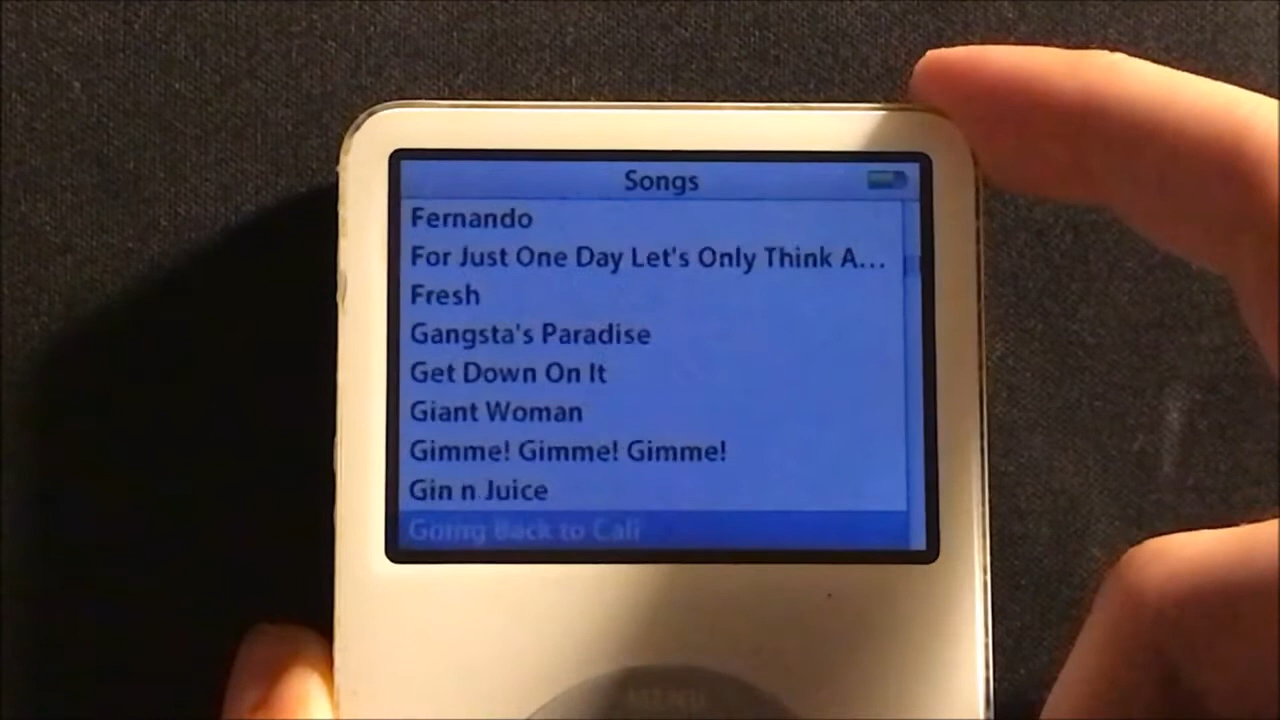 Songs
Fernando
For Just One Day Let's Only Think A...
Fresh
Gangsta's Paradise
Get Down On It
Giant Woman
Gimme! Gimme! Gimme!
Gin n Juice
Going Back to Cali
MENU